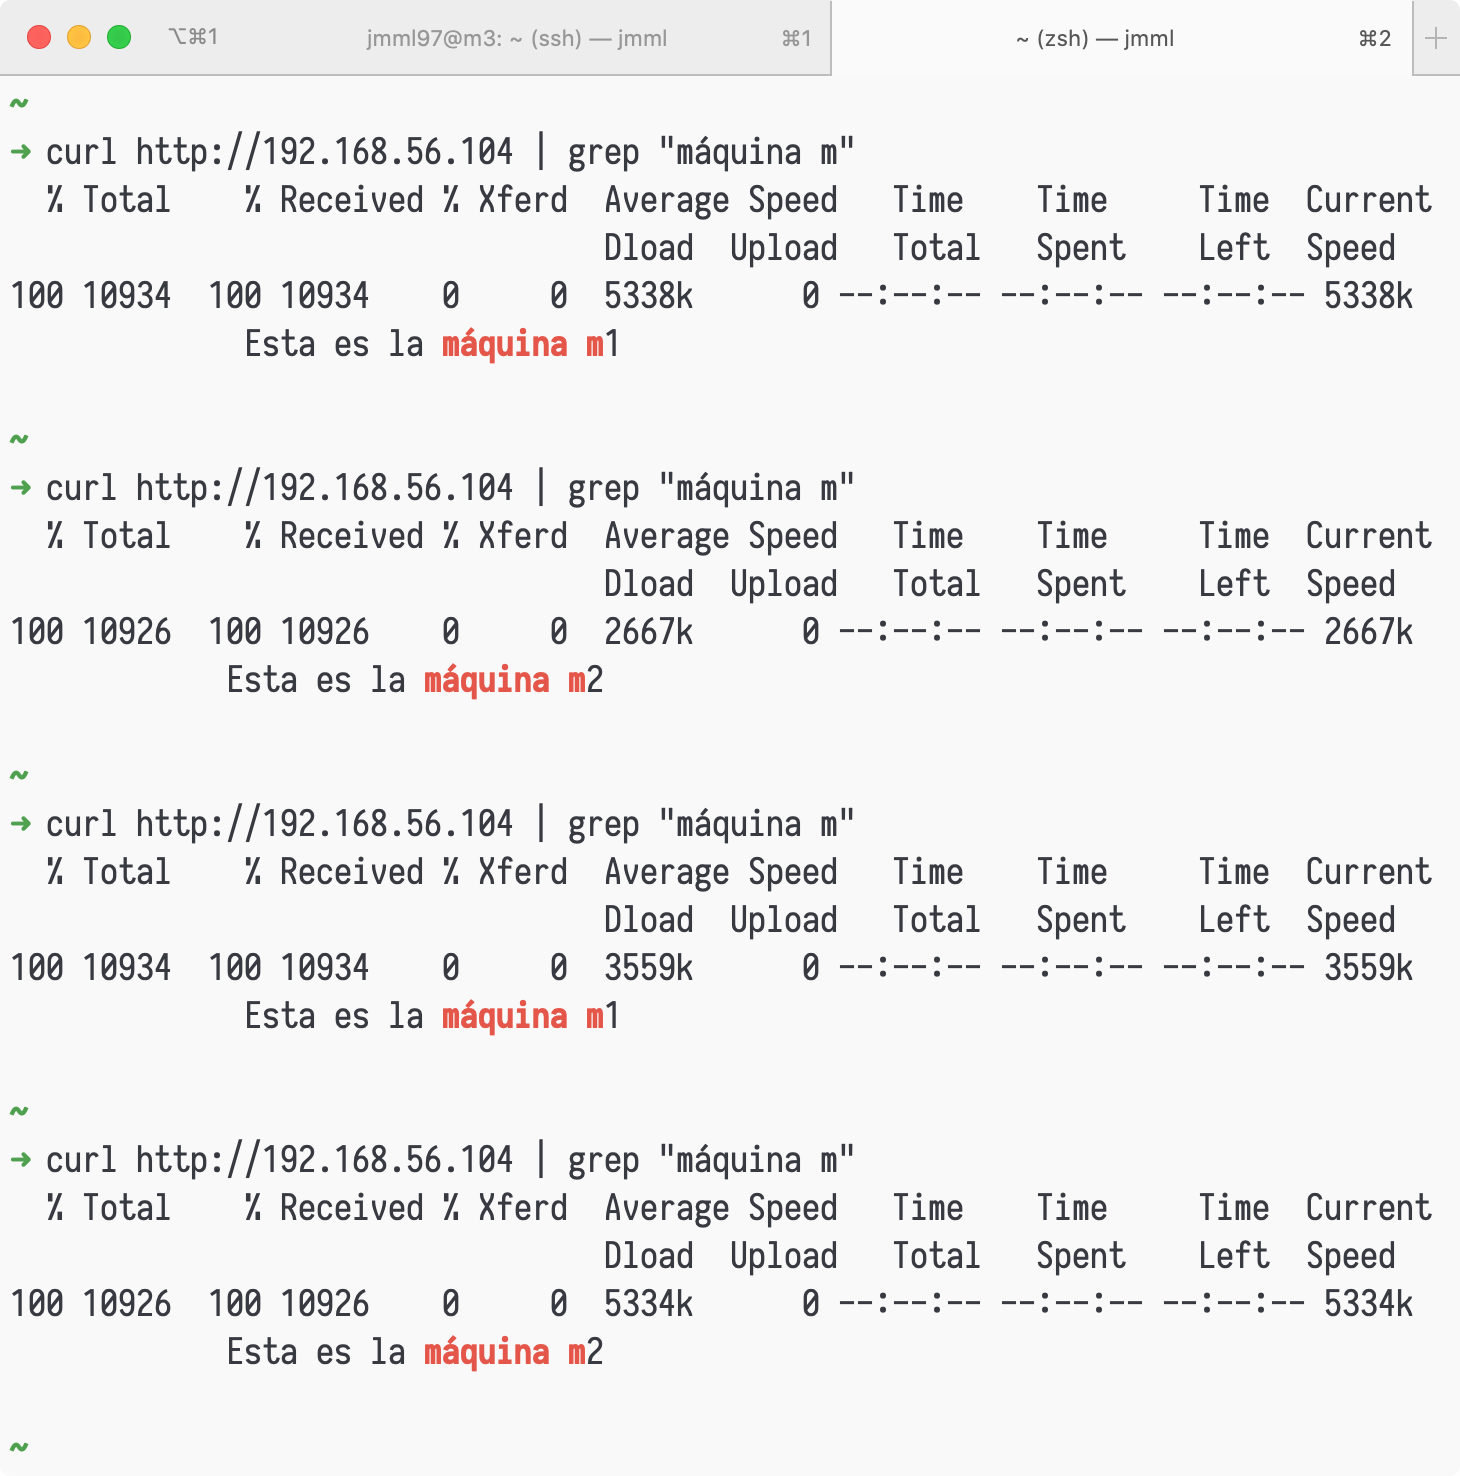 ⌥⌘1 jmml97@m3: ~ (ssh) — jmml ⌘1 ~ (zsh) — jmml ⌘2 +
~
➜ curl http://192.168.56.104 | grep "máquina m"
  % Total    % Received % Xferd  Average Speed   Time    Time     Time  Current
                                 Dload  Upload   Total   Spent    Left  Speed
100 10934  100 10934    0     0  5338k      0 --:--:-- --:--:-- --:--:-- 5338k
             Esta es la máquina m1

~
➜ curl http://192.168.56.104 | grep "máquina m"
  % Total    % Received % Xferd  Average Speed   Time    Time     Time  Current
                                 Dload  Upload   Total   Spent    Left  Speed
100 10926  100 10926    0     0  2667k      0 --:--:-- --:--:-- --:--:-- 2667k
            Esta es la máquina m2

~
➜ curl http://192.168.56.104 | grep "máquina m"
  % Total    % Received % Xferd  Average Speed   Time    Time     Time  Current
                                 Dload  Upload   Total   Spent    Left  Speed
100 10934  100 10934    0     0  3559k      0 --:--:-- --:--:-- --:--:-- 3559k
             Esta es la máquina m1

~
➜ curl http://192.168.56.104 | grep "máquina m"
  % Total    % Received % Xferd  Average Speed   Time    Time     Time  Current
                                 Dload  Upload   Total   Spent    Left  Speed
100 10926  100 10926    0     0  5334k      0 --:--:-- --:--:-- --:--:-- 5334k
            Esta es la máquina m2

~